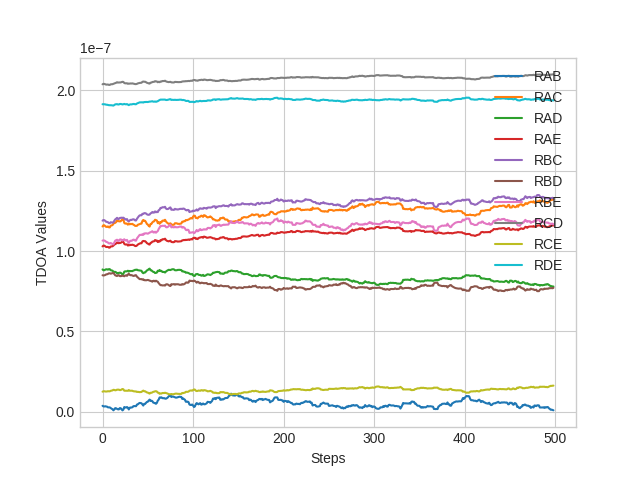 1e−7
2.0
1.5
1.0
0.5
0.0
TDOA Values
0
100
200
300
400
500
Steps
RAB
RAC
RAD
RAE
RBC
RBD
RBE
RCD
RCE
RDE